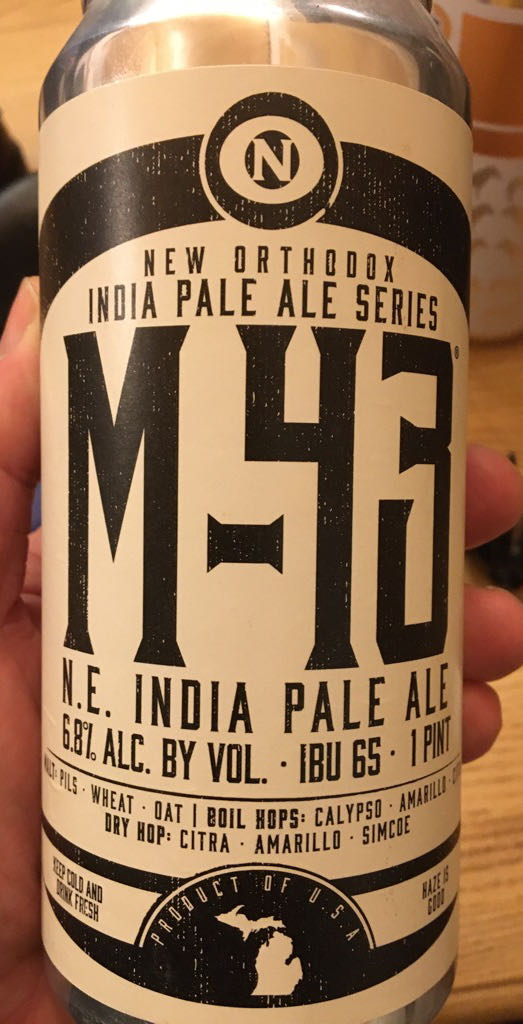 N
NEW ORTHODOX
INDIA PALE ALE SERIES
M-43®
N.E. INDIA PALE ALE
6.8% ALC. BY VOL. · IBU 65 · 1 PINT
MALT: PILS · WHEAT · OAT | BOIL HOPS: CALYPSO · AMARILLO ·
DRY HOP: CITRA · AMARILLO · SIMCOE
KEEP COLD AND
DRINK FRESH
PRODUCT OF USA
HAZE IS
GOOD